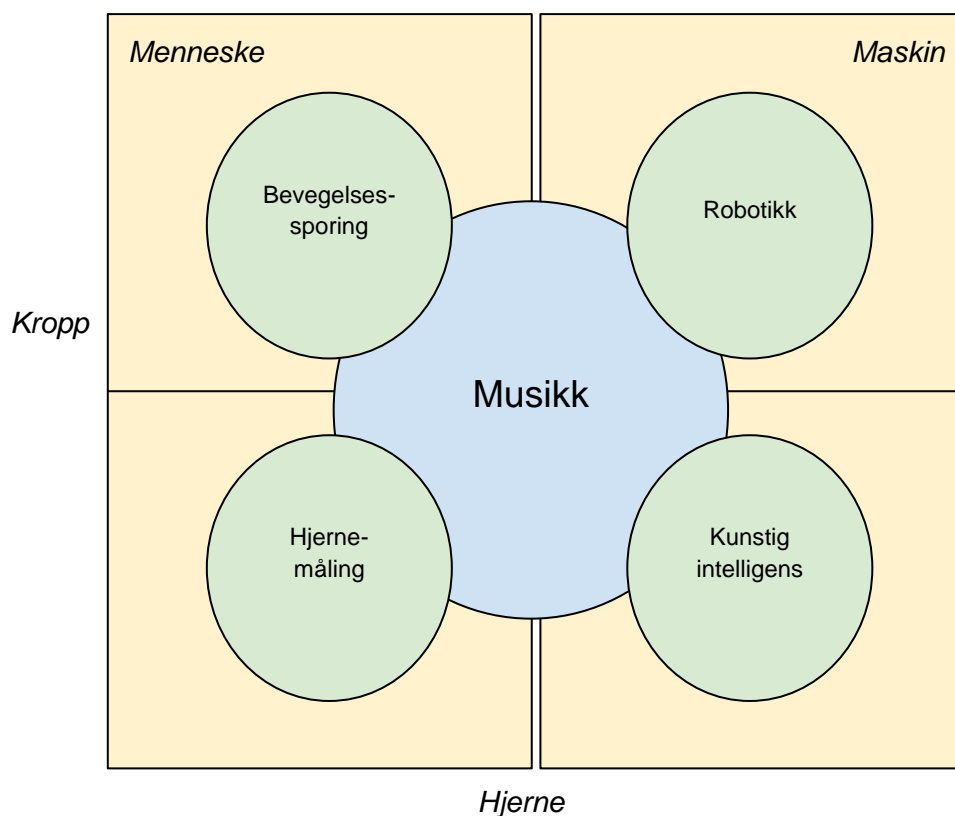 Menneske
Maskin
Bevegelses-
sporing
Robotikk
Kropp
Musikk
Hjerne-
måling
Kunstig
intelligens
Hjerne